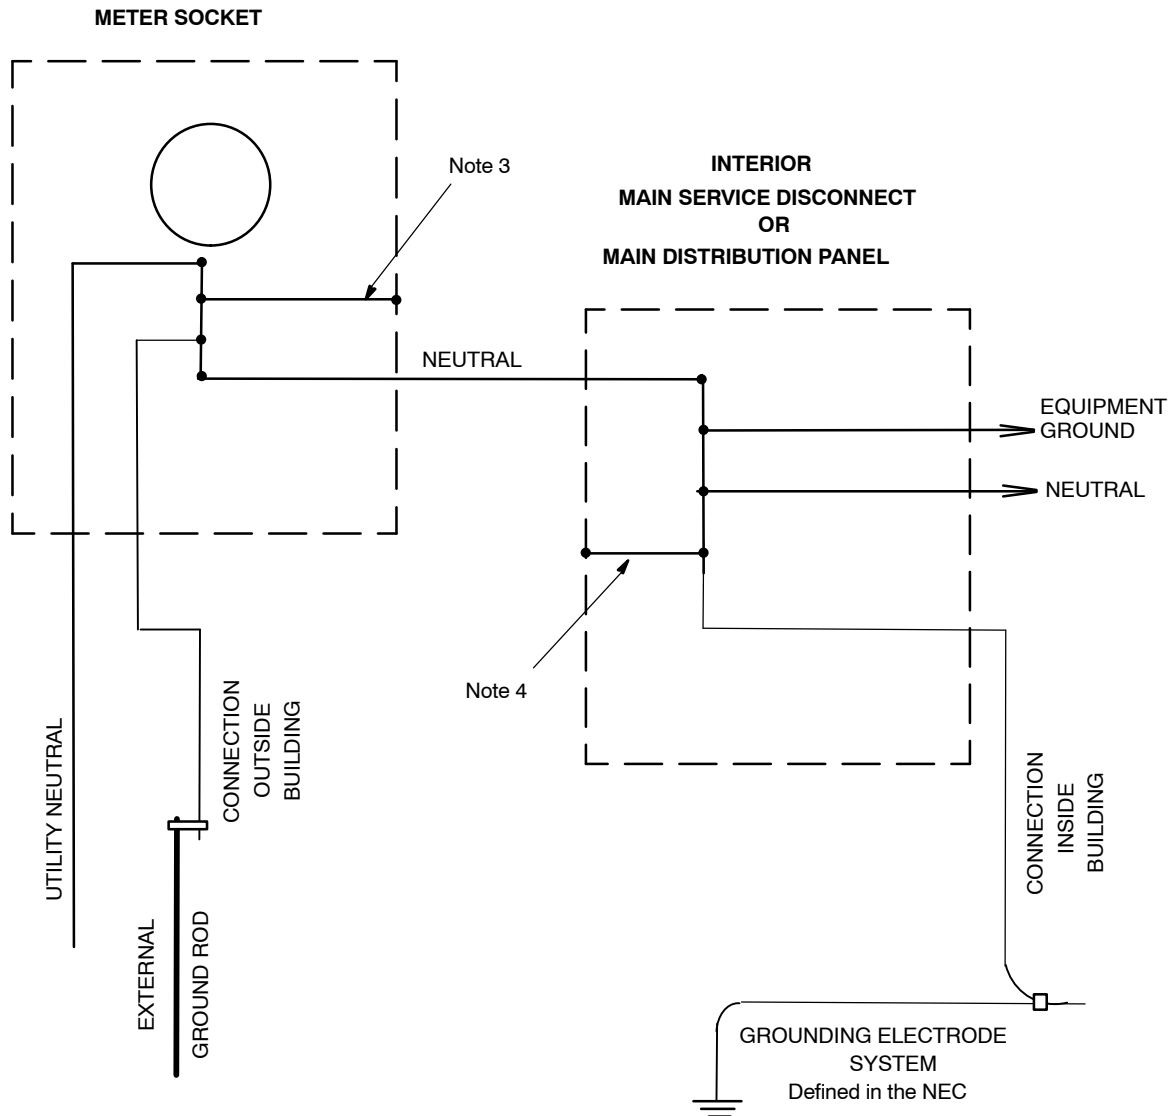 METER SOCKET
Note 3
INTERIOR
MAIN SERVICE DISCONNECT
OR
MAIN DISTRIBUTION PANEL
NEUTRAL
EQUIPMENT
GROUND
NEUTRAL
Note 4
UTILITY NEUTRAL
CONNECTION
OUTSIDE
BUILDING
EXTERNAL
GROUND ROD
CONNECTION
INSIDE
BUILDING
GROUNDING ELECTRODE
SYSTEM
Defined in the NEC